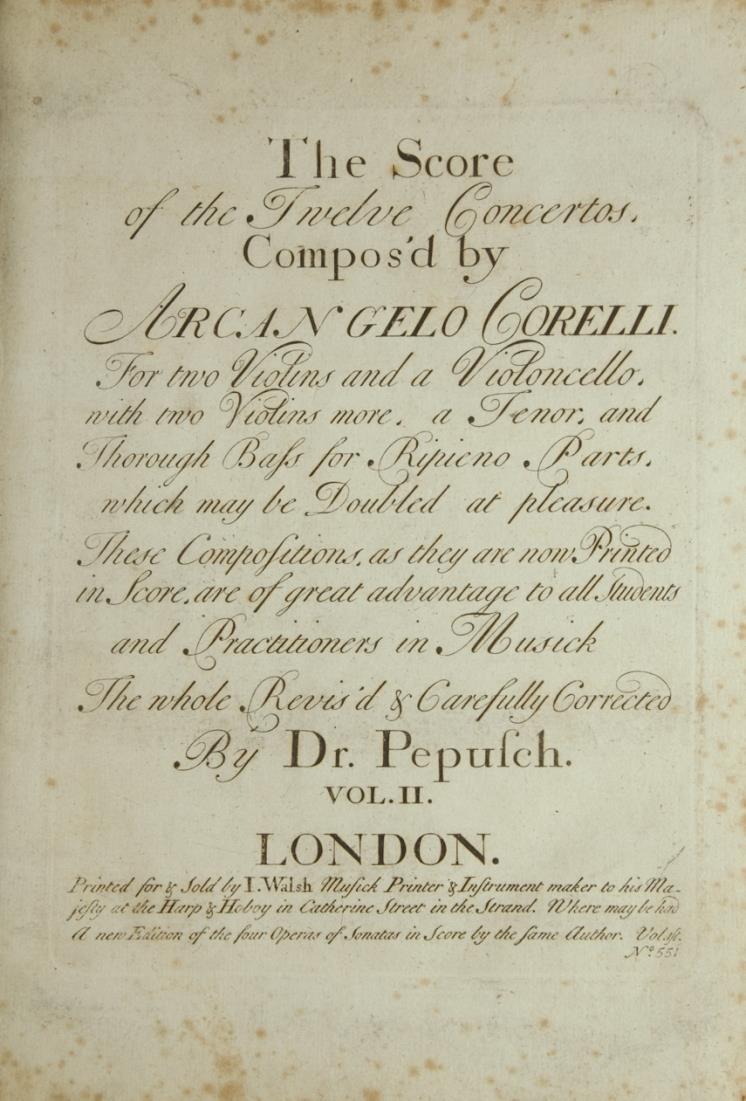 The Score
of the Twelve Concertos.
Compos'd by
ARCANGELO CORELLI.
For two Violins and a Violoncello.
with two Violins more. a Tenor. and
Thorough Baſs for Ripieno Parts.
which may be Doubled at pleasure.
These Compoſitions. as they are now Printed
in Score. are of great advantage to all Students
and Practitioners in Musick
The whole Revis'd & Carefully Corrected
By Dr. Pepuſch.
VOL. II.
LONDON.
Printed for & Sold by I. Walsh Muſick Printer & Inſtrument maker to his Ma-
jeſty at the Harp & Hoboy in Catherine Street in the Strand. Where may be had
A new Edition of the four Operas of Sonatas in Score by the ſame Author. Vol. 1ſt.
Nº. 551